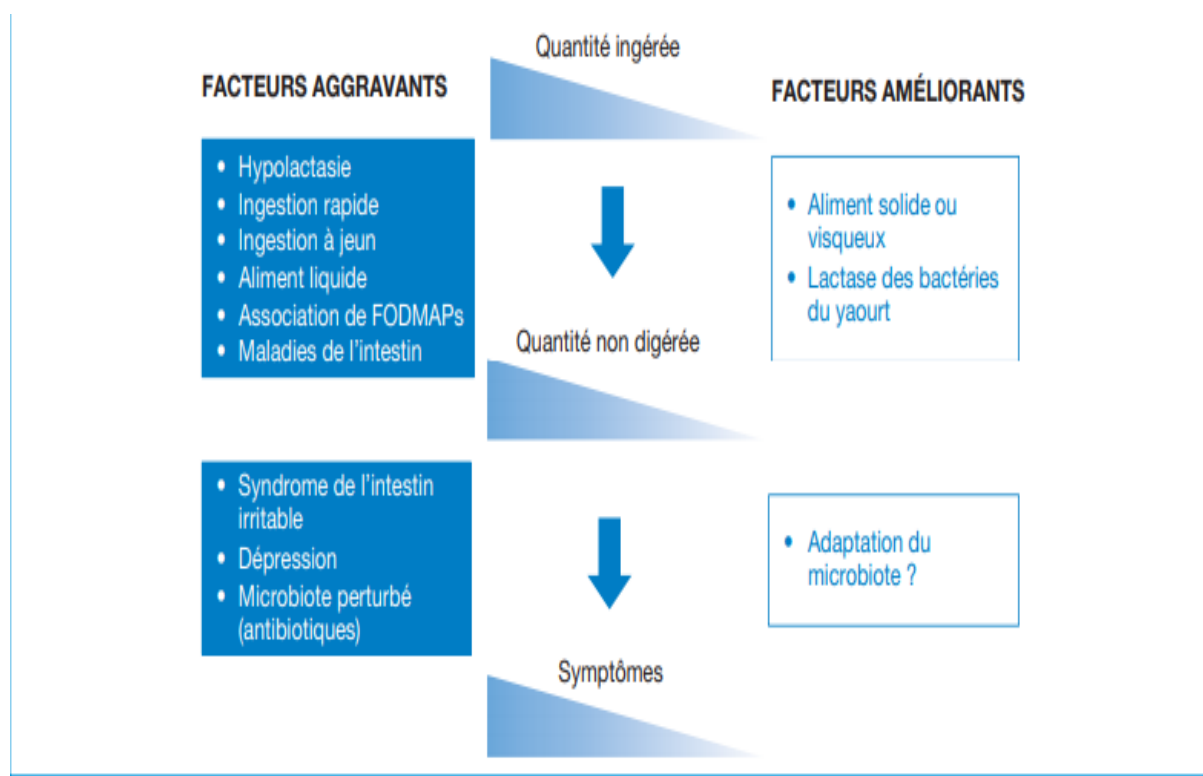 Quantité ingérée
FACTEURS AGGRAVANTS
FACTEURS AMÉLIORANTS
• Hypolactasie
• Ingestion rapide
• Ingestion à jeun
• Aliment liquide
• Association de FODMAPs
• Maladies de l'intestin
• Aliment solide ou
visqueux
• Lactase des bactéries
du yaourt
Quantité non digérée
• Syndrome de l'intestin
irritable
• Dépression
• Microbiote perturbé
(antibiotiques)
• Adaptation du
microbiote ?
Symptômes